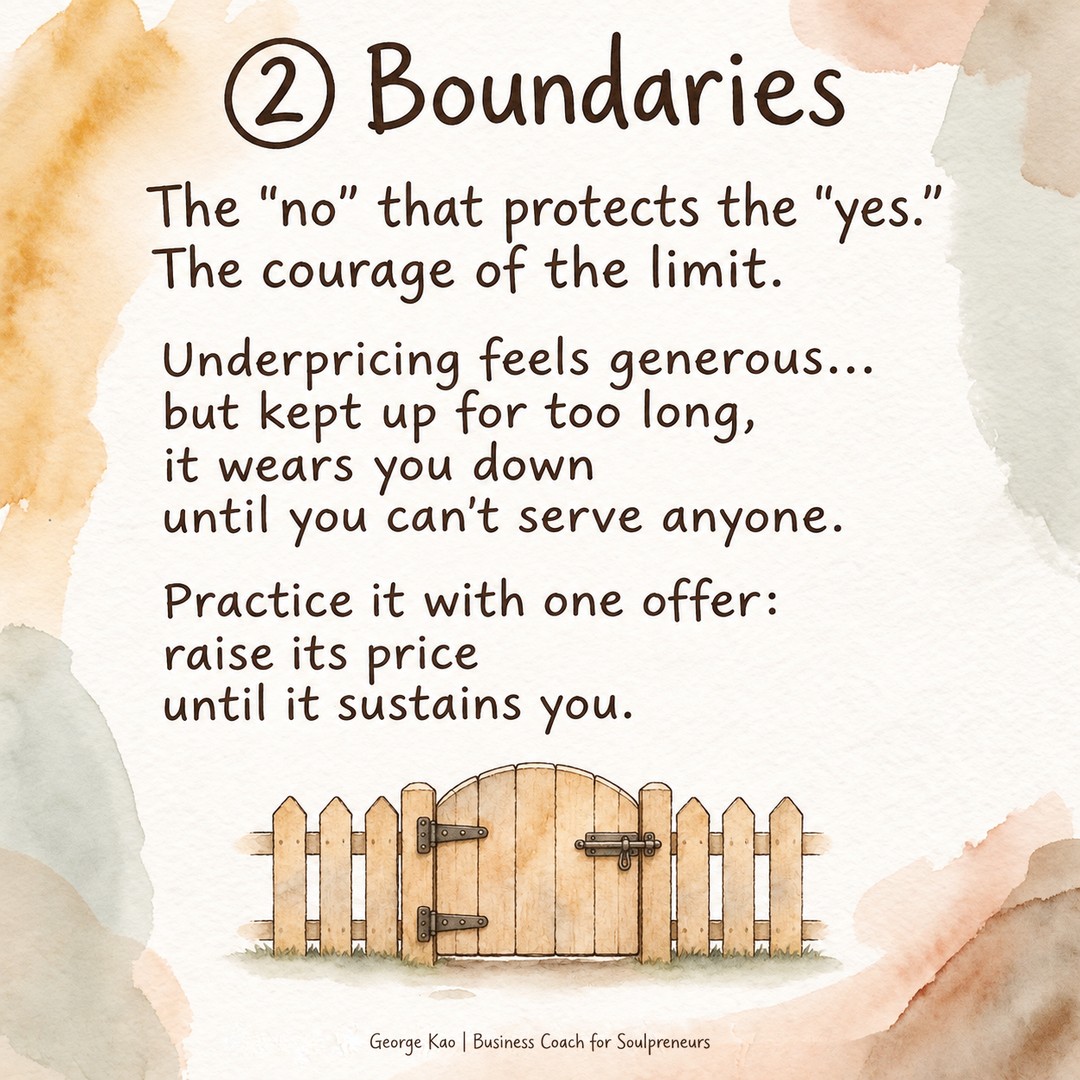 ② Boundaries
The “no” that protects the “yes.”
The courage of the limit.
Underpricing feels generous...
but kept up for too long,
it wears you down
until you can't serve anyone.
Practice it with one offer:
raise its price
until it sustains you.
George Kao | Business Coach for Soulpreneurs